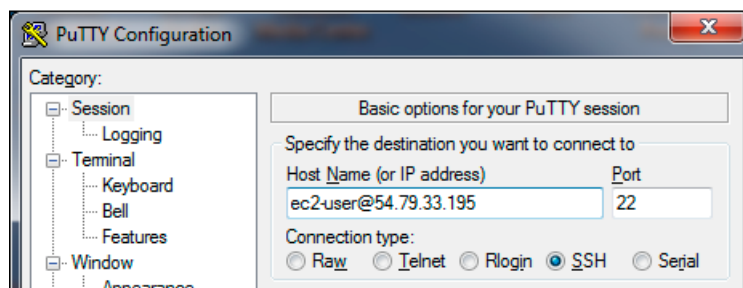 PuTTY Configuration
Category:
Session
Logging
Terminal
Keyboard
Bell
Features
Window
Appearance
Basic options for your PuTTY session
Specify the destination you want to connect to
Host Name (or IP address)
Port
ec2-user@54.79.33.195
22
Connection type:
Raw
Telnet
Rlogin
SSH
Serial